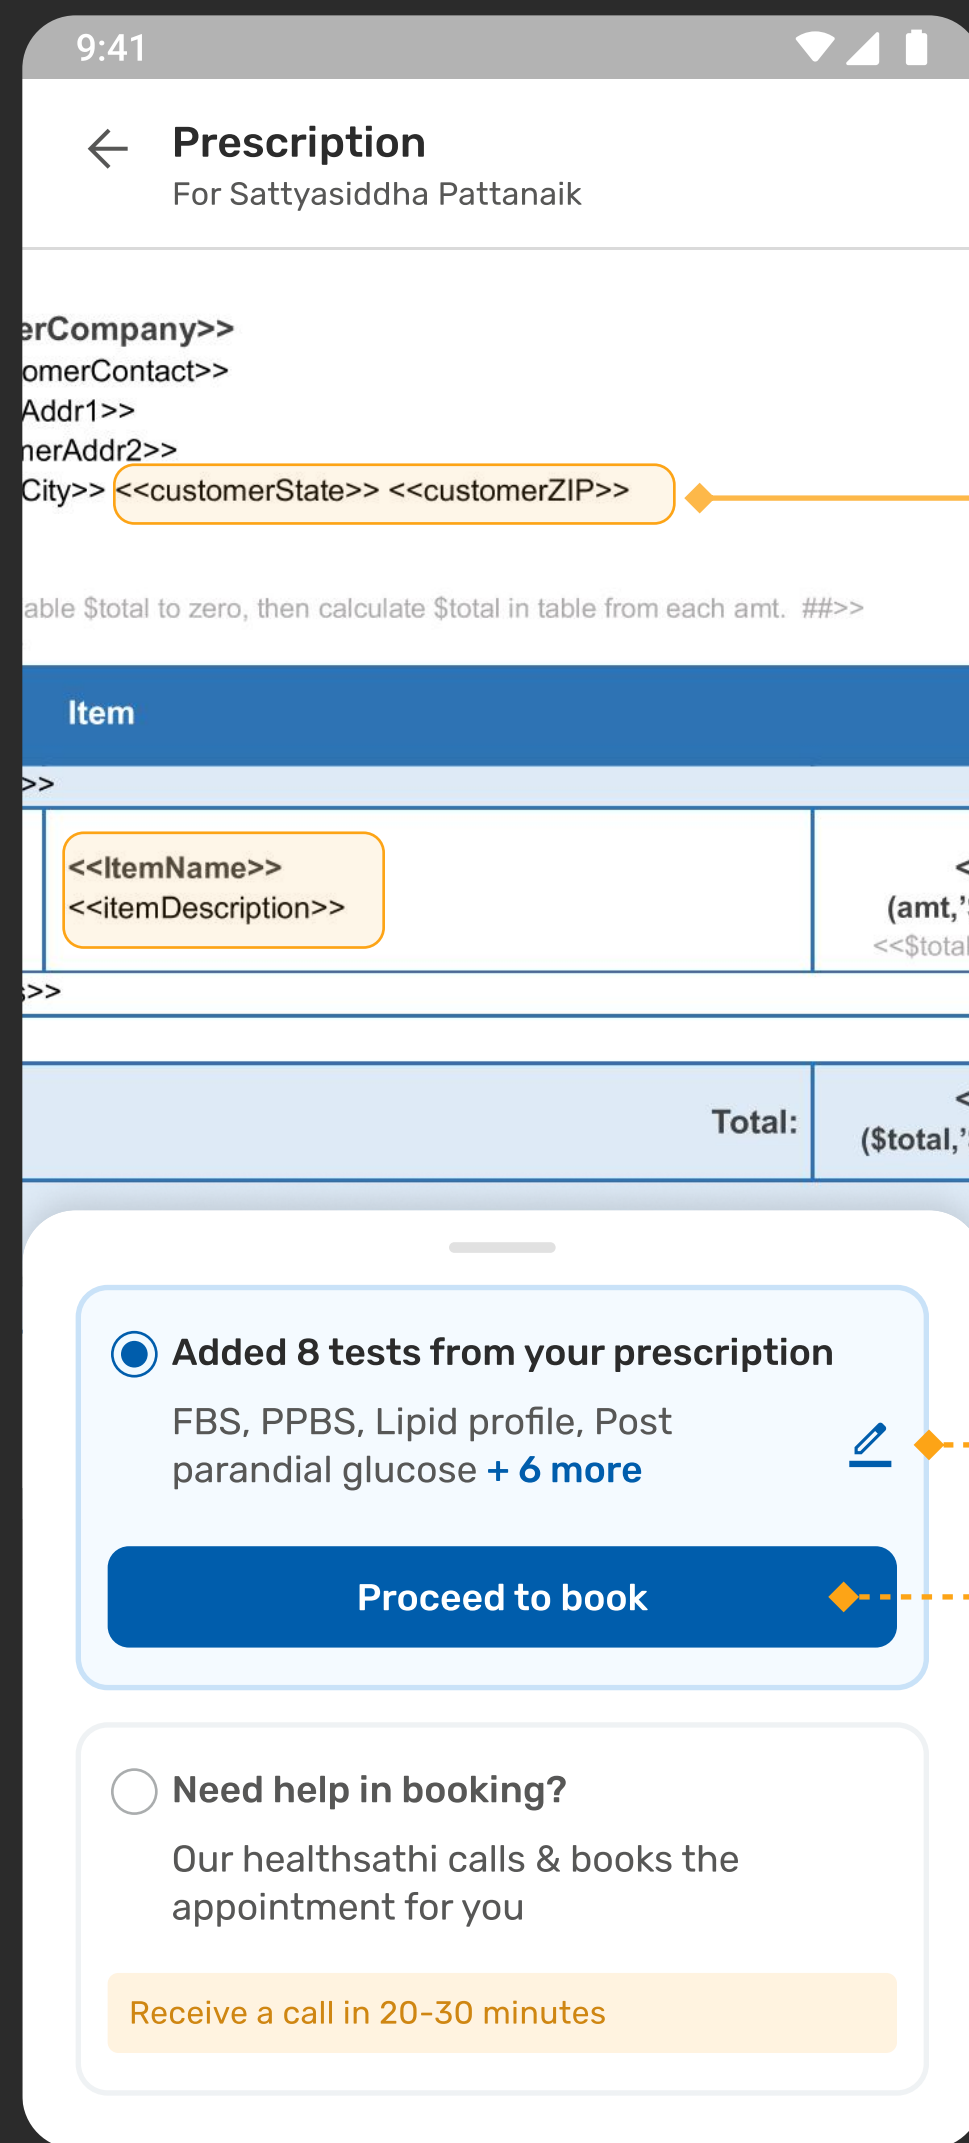 9:41
Prescription
For Sattyasiddha Pattanaik
erCompany>>
omerContact>>
Addr1>>
merAddr2>>
City>> <<customerState>> <<customerZIP>>
able $total to zero, then calculate $total in table from each amt. ##>>
Item
>>
<<ItemName>>
<<itemDescription>>
<
(amt,'
<<$total
s>>
Total:
<
($total,'
Added 8 tests from your prescription
FBS, PPBS, Lipid profile, Post
parandial glucose + 6 more
Proceed to book
Need help in booking?
Our healthsathi calls & books the
appointment for you
Receive a call in 20-30 minutes